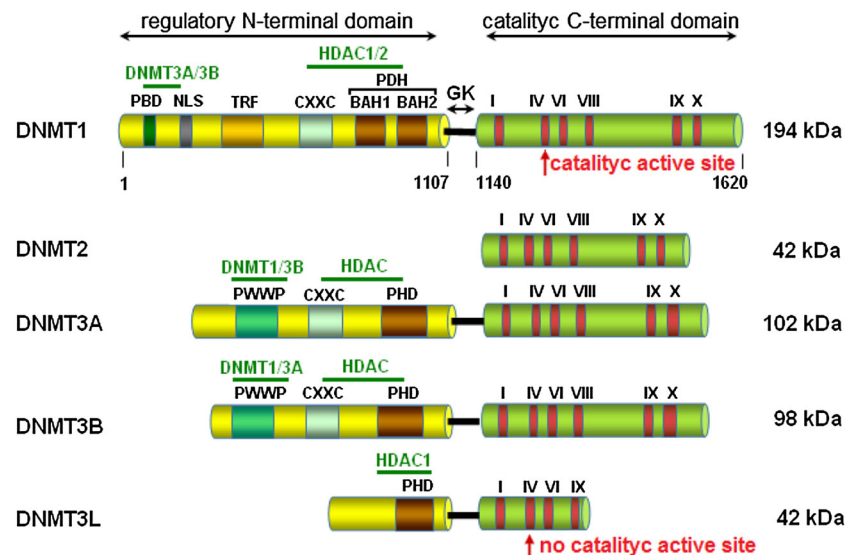 regulatory N-terminal domain catalityc C-terminal domain
HDAC1/2
DNMT3A/3B PDH GK
PBD NLS TRF CXXC BAH1 BAH2 I IV VI VIII IX X
DNMT1 194 kDa
catalityc active site
1 1107 1140 1620
I IV VI VIII IX X
DNMT2 42 kDa
DNMT1/3B HDAC
PWWP CXXC PHD I IV VI VIII IX X
DNMT3A 102 kDa
DNMT1/3A HDAC
PWWP CXXC PHD I IV VI VIII IX X
DNMT3B 98 kDa
HDAC1
PHD I IV VI IX
DNMT3L 42 kDa
no catalityc active site